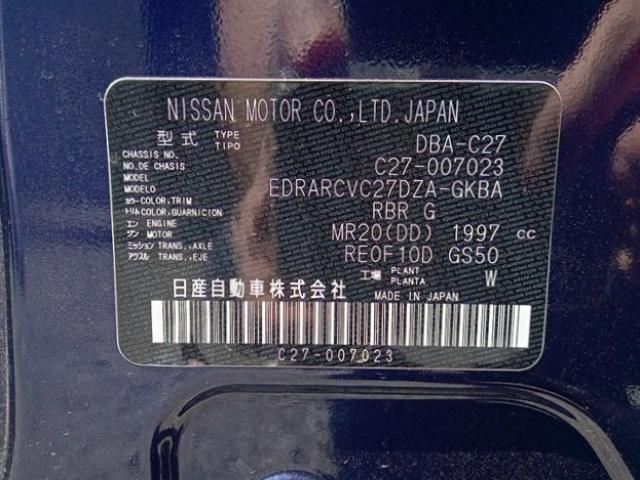 NISSAN MOTOR CO.,LTD.JAPAN
型式 TYPE TIPO DBA-C27
CHASSIS NO. NO.DE CHASIS C27-007023
MODEL MODELO EDRARCVC27DZA-GKBA
カラー COLOR,TRIM トリム COLOR,GUARNICION RBR G
エンジン ENGINE MOTOR MR20(DD) 1997 cc
ミッション TRANS.,AXLE アクスル TRANS.,EJE RE0F10D GS50
工場 PLANT PLANTA W
日産自動車株式会社 MADE IN JAPAN
C27-007023